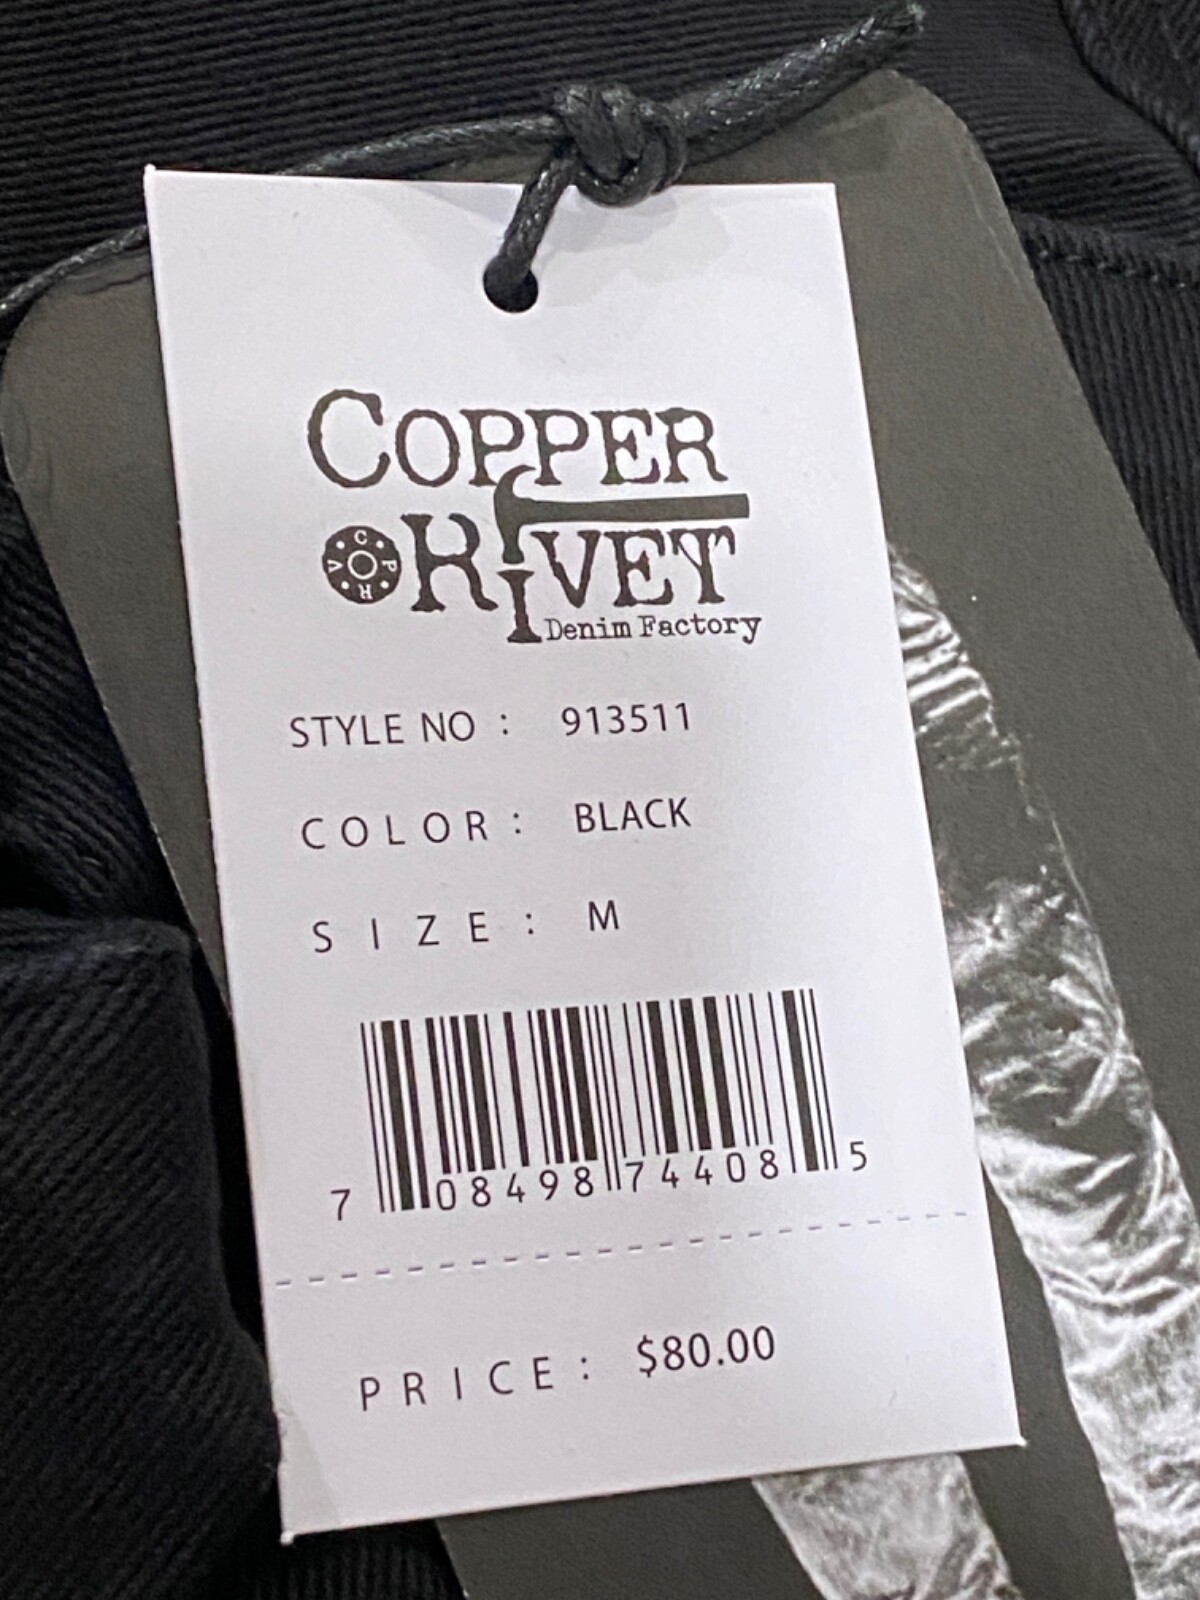 COPPER
RIVET
C P R V
Denim Factory
STYLE NO : 913511
COLOR : BLACK
SIZE : M
7 08498 74408 5
PRICE : $80.00